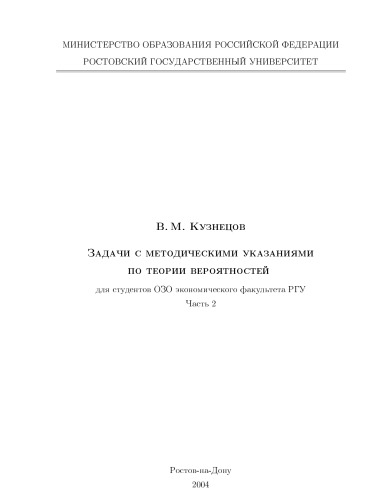 МИНИСТЕРСТВО ОБРАЗОВАНИЯ РОССИЙСКОЙ ФЕДЕРАЦИИ
РОСТОВСКИЙ ГОСУДАРСТВЕННЫЙ УНИВЕРСИТЕТ
В. М. Кузнецов
Задачи с методическими указаниями
по теории вероятностей
для студентов ОЗО экономического факультета РГУ
Часть 2
Ростов-на-Дону
2004